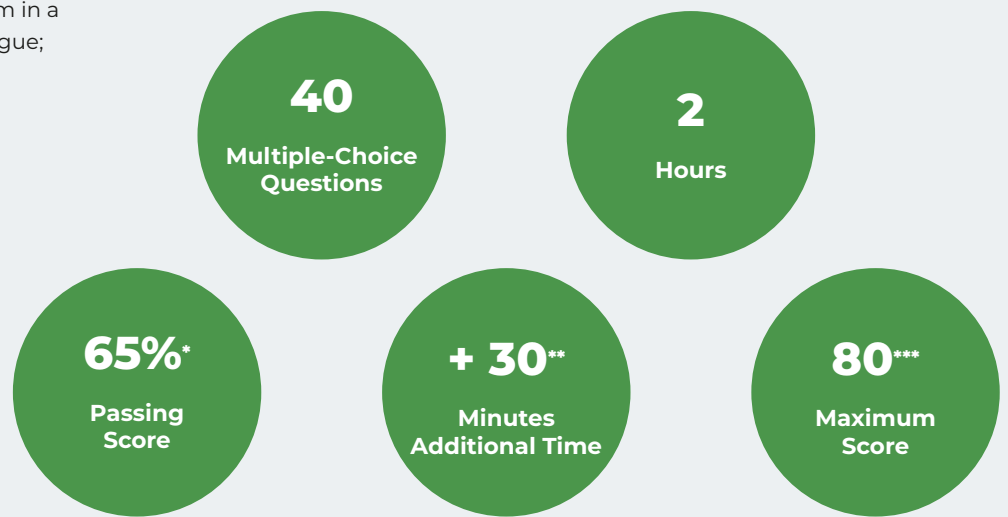 m in a
gue;
40
Multiple-Choice
Questions
2
Hours
65%*
Passing
Score
+ 30**
Minutes
Additional Time
80***
Maximum
Score